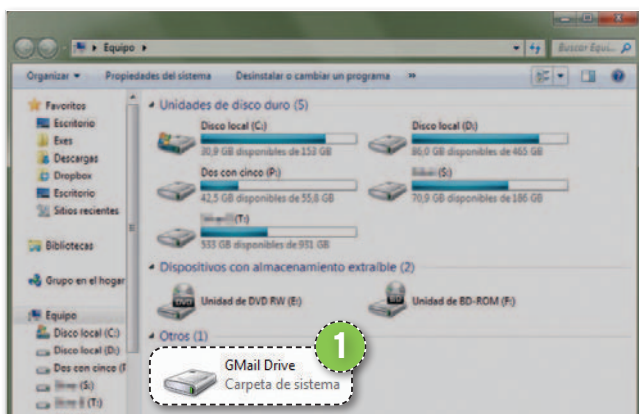 Equipo
Buscar Equi...
Organizar
Propiedades del sistema
Desinstalar o cambiar un programa
»
Favoritos
Escritorio
Exes
Descargas
Dropbox
Escritorio
Sitios recientes
Bibliotecas
Grupo en el hogar
Equipo
Disco local (C:)
Disco local (D:)
Dos con cinco (P
(S:)
(T:)
Unidades de disco duro (5)
Disco local (C:)
30,9 GB disponibles de 153 GB
Disco local (D:)
86,0 GB disponibles de 465 GB
Dos con cinco (P:)
42,5 GB disponibles de 55,8 GB
(S:)
70,9 GB disponibles de 186 GB
(T:)
533 GB disponibles de 931 GB
Dispositivos con almacenamiento extraíble (2)
DVD
Unidad de DVD RW (E:)
BD
Unidad de BD-ROM (F:)
Otros (1)
1
GMail Drive
Carpeta de sistema